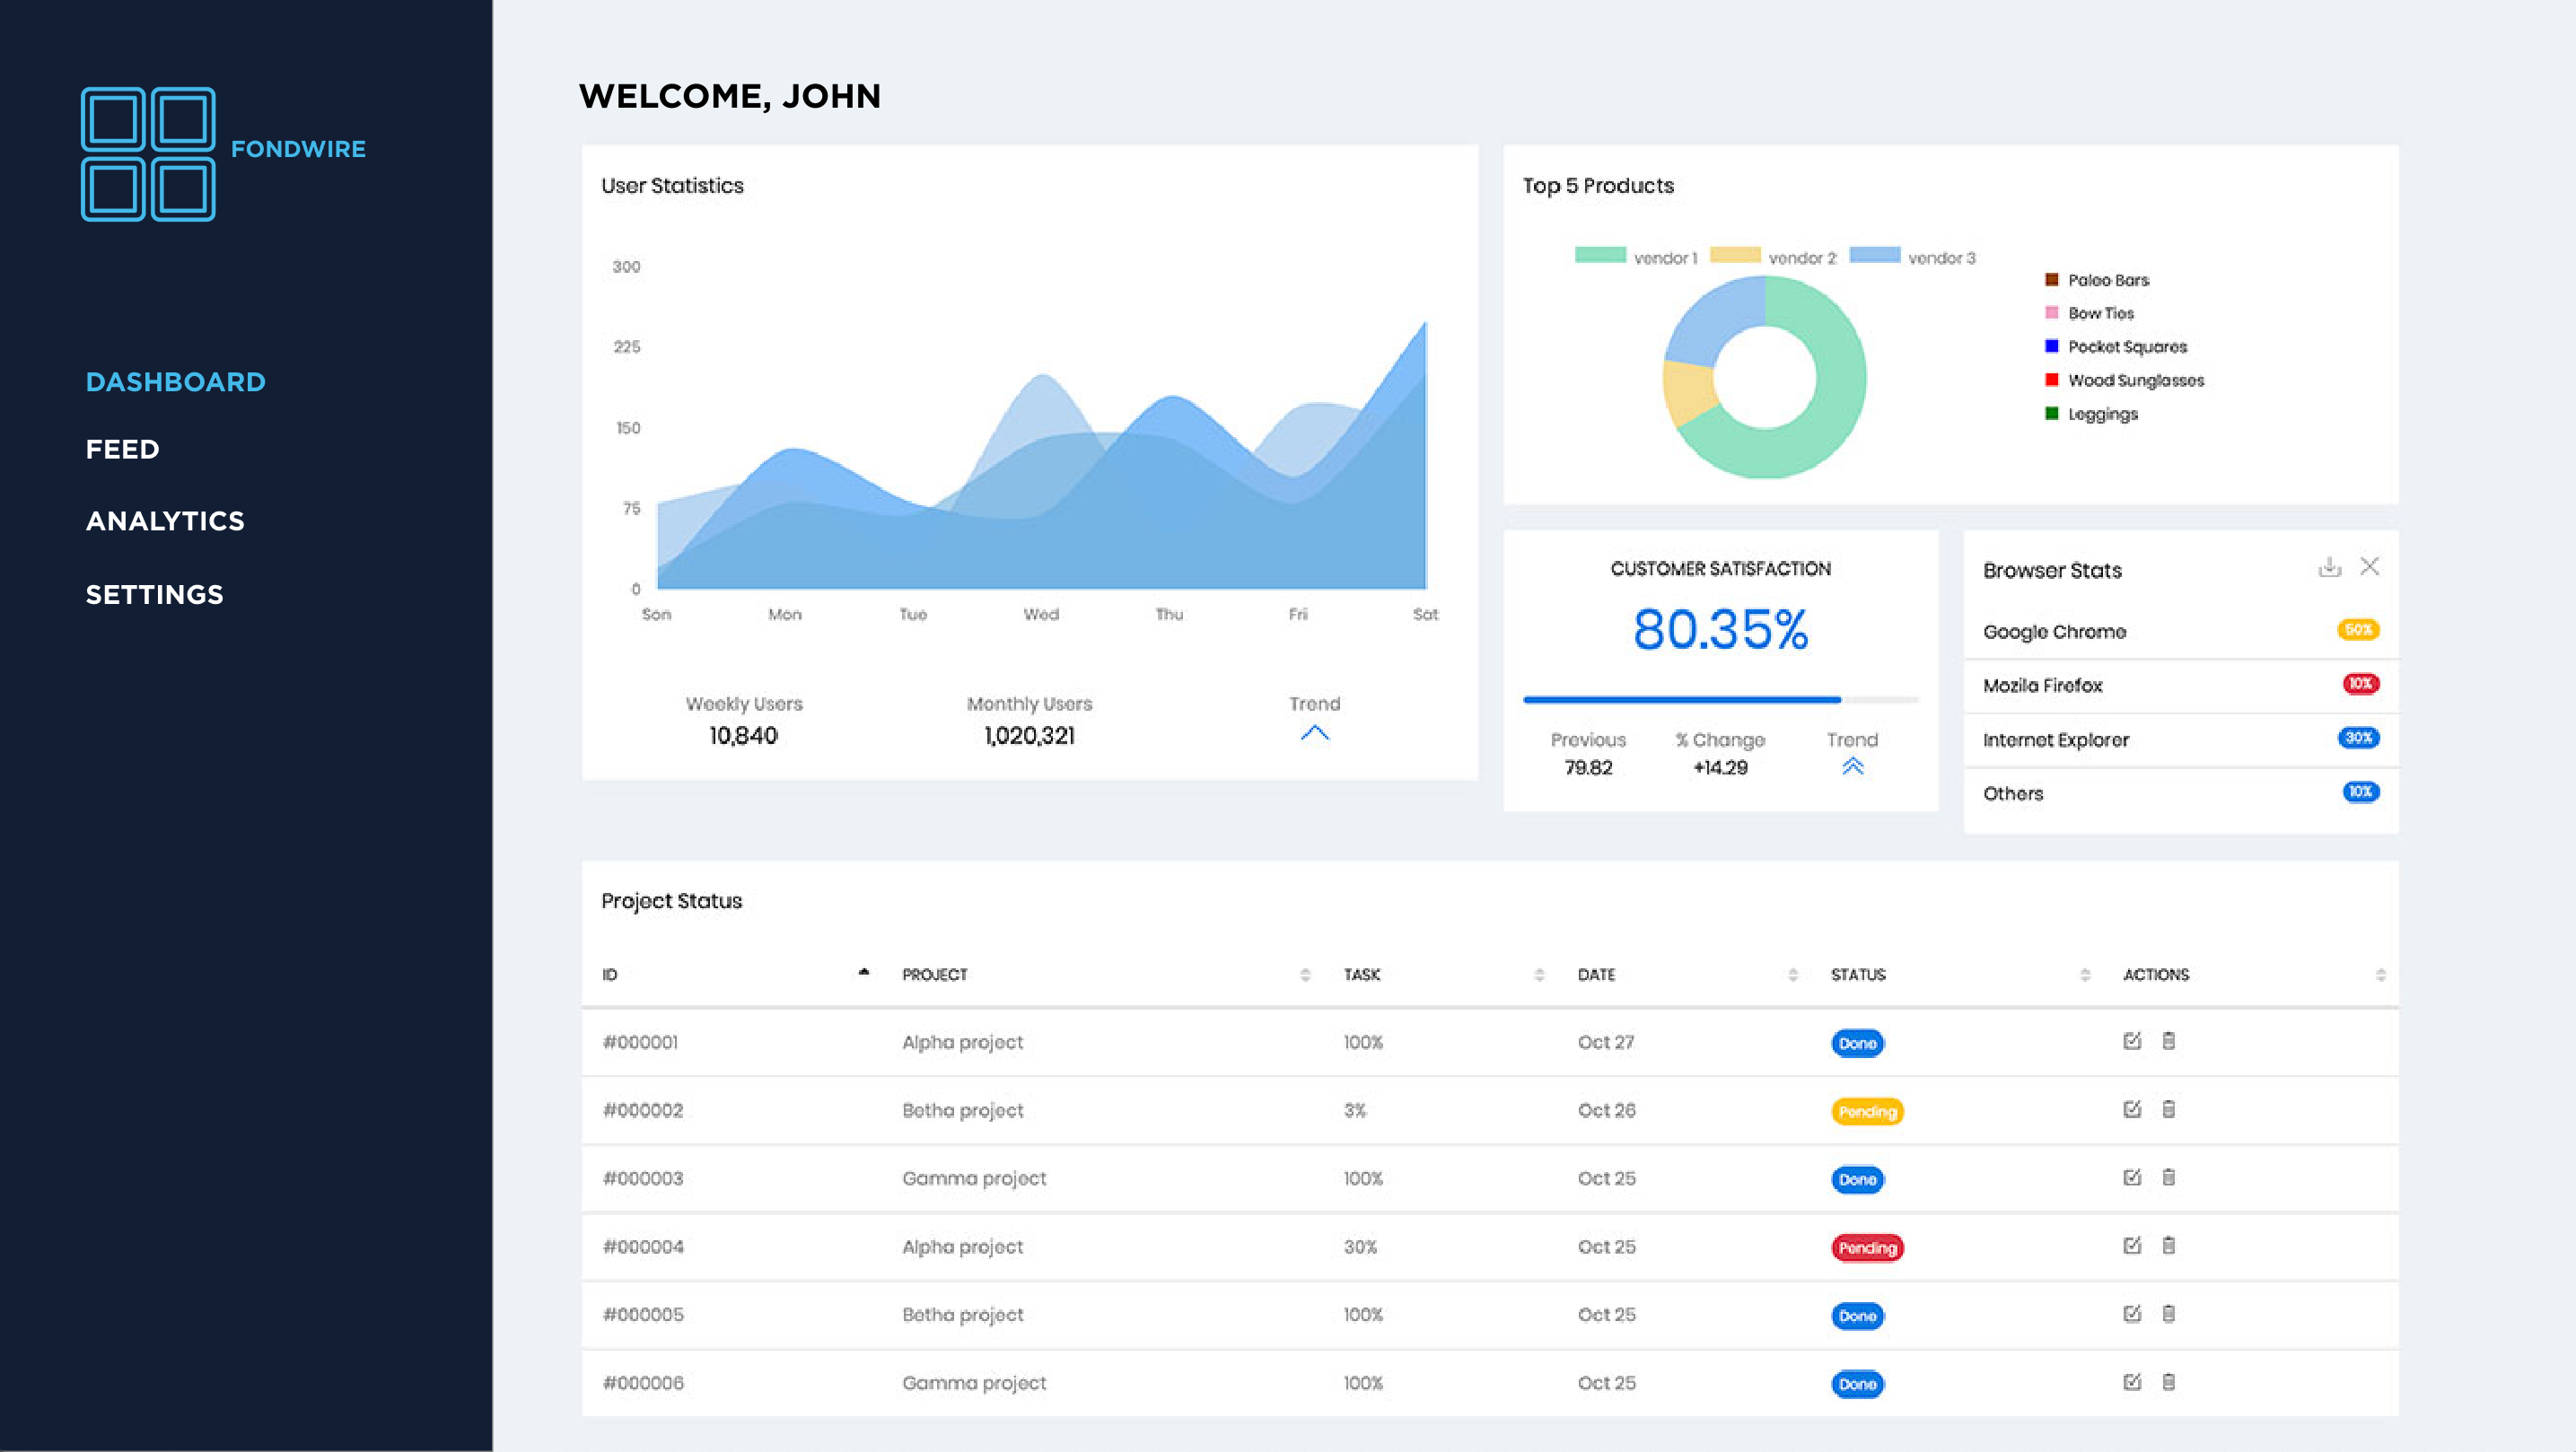 FONDWIRE
DASHBOARD
FEED
ANALYTICS
SETTINGS
WELCOME, JOHN
User Statistics
300
225
150
75
0
Son Mon Tue Wed Thu Fri Sat
Weekly Users Monthly Users Trend
10,840 1,020,321
Top 5 Products
vendor 1 vendor 2 vendor 3
Paleo Bars
Bow Ties
Pocket Squares
Wood Sunglasses
Leggings
CUSTOMER SATISFACTION
80.35%
Previous % Change Trend
79.82 +14.29
Browser Stats
Google Chrome 50%
Mozila Firefox 10%
Internet Explorer 30%
Others 10%
Project Status
ID PROJECT TASK DATE STATUS ACTIONS
#000001 Alpha project 100% Oct 27 Done
#000002 Betha project 3% Oct 26 Pending
#000003 Gamma project 100% Oct 25 Done
#000004 Alpha project 30% Oct 25 Pending
#000005 Betha project 100% Oct 25 Done
#000006 Gamma project 100% Oct 25 Done